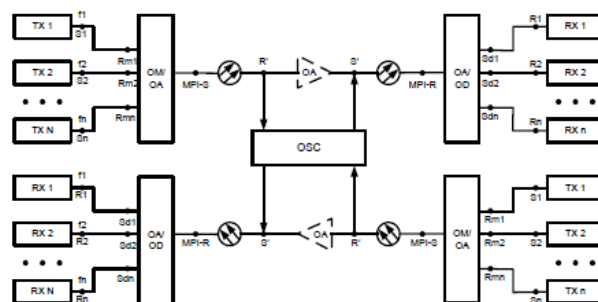 TX 1 f1 S1
TX 2 f2 S2
• • •
TX N fn Sn
Rm1
Rm2
Rmn
OM/
OA
MPI-S
R'
OA
S'
MPI-R
OA/
OD
Sd1
Sd2
Sdn
R1 RX 1
R2 RX 2
• • •
Rn RX n
OSC
RX 1 f1 R1
RX 2 f2 R2
• • •
RX N fn Rn
Sd1
Sd2
Sdn
OA/
OD
MPI-R
S'
OA
R'
MPI-S
OM/
OA
Rm1
Rm2
Rmn
S1 TX 1
S2 TX 2
• • •
Sn TX n